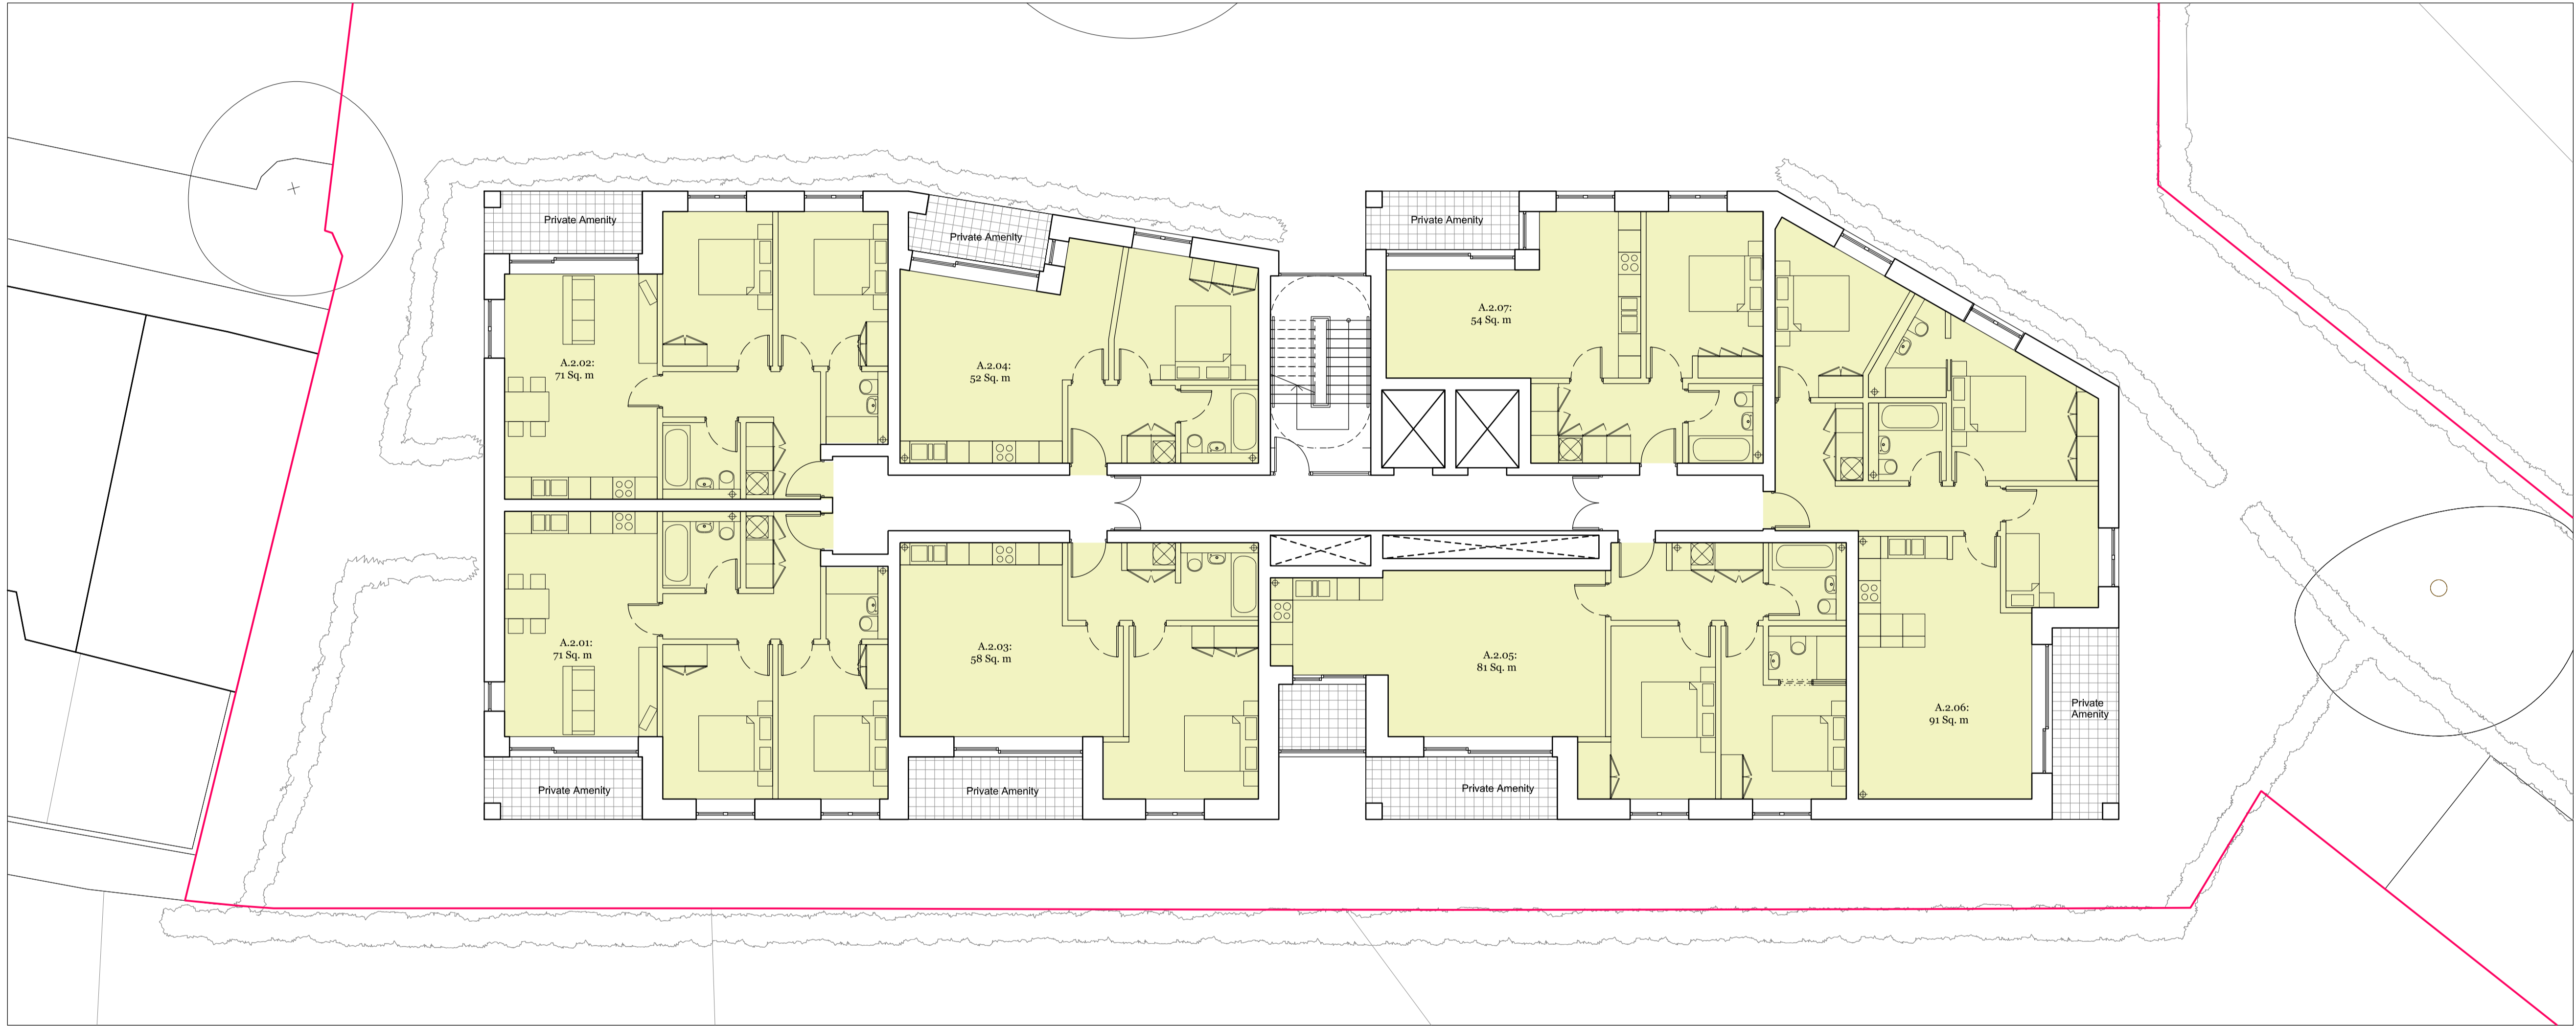 Private Amenity
Private Amenity
Private Amenity
A.2.07:
54 Sq. m
A.2.02:
71 Sq. m
A.2.04:
52 Sq. m
A.2.01:
71 Sq. m
A.2.03:
58 Sq. m
A.2.05:
81 Sq. m
A.2.06:
91 Sq. m
Private
Amenity
Private Amenity
Private Amenity
Private Amenity